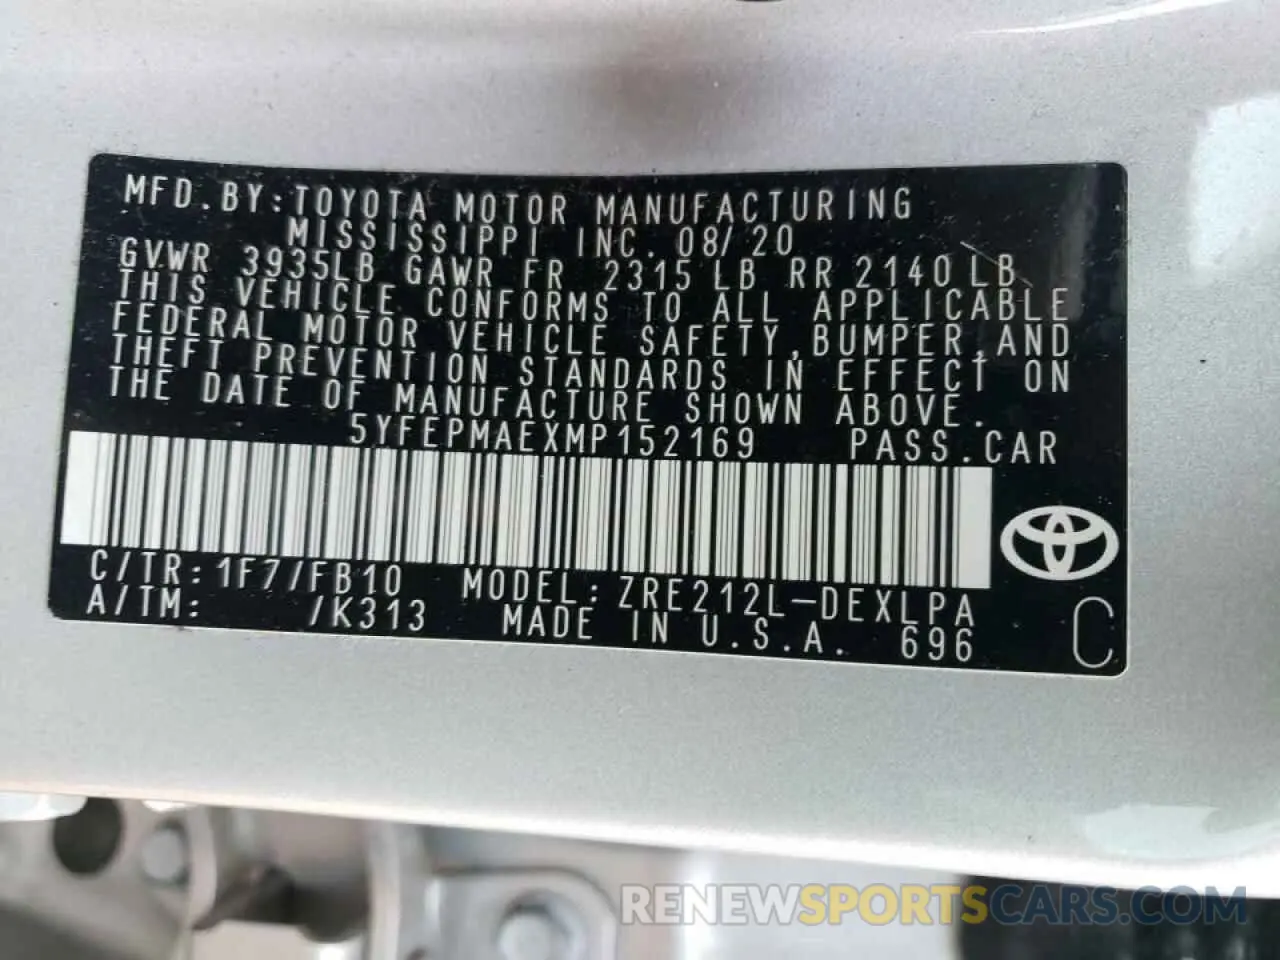 MFD. BY: TOYOTA MOTOR MANUFACTURING
MISSISSIPPI INC. 08/20
GVWR 3935LB GAWR FR 2315 LB RR 2140 LB
THIS VEHICLE CONFORMS TO ALL APPLICABLE
FEDERAL MOTOR VEHICLE SAFETY, BUMPER, AND
THEFT PREVENTION STANDARDS IN EFFECT ON
THE DATE OF MANUFACTURE SHOWN ABOVE.
5YFEPMAEXMP152169 PASS. CAR
C/TR: 1F7/FB10 MODEL: ZRE212L-DEXLPA
A/TM: /K313 MADE IN U.S.A. 696
C
RENEWSPORTSCARS.COM